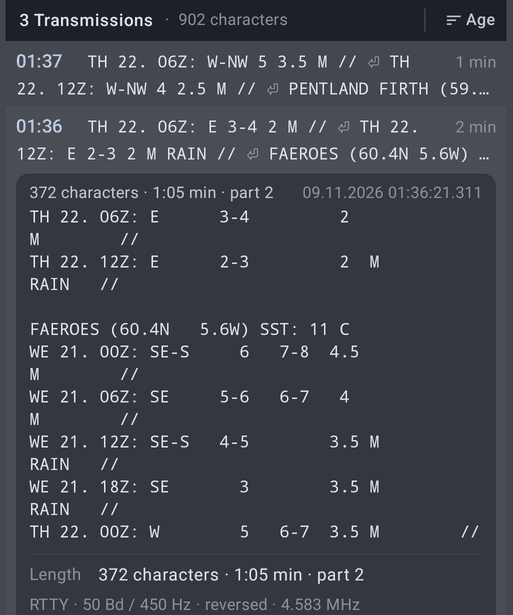 3 Transmissions · 902 characters
Age
01:37 TH 22. 06Z: W-NW 5 3.5 M // ⏎ TH 1 min
22. 12Z: W-NW 4 2.5 M // ⏎ PENTLAND FIRTH (59.…
01:36 TH 22. 06Z: E 3-4 2 M // ⏎ TH 22. 2 min
12Z: E 2-3 2 M RAIN // ⏎ FAEROES (60.4N 5.6W) …
372 characters · 1:05 min · part 2 09.11.2026 01:36:21.311
TH 22. 06Z: E 3-4 2
M //
TH 22. 12Z: E 2-3 2 M
RAIN //
FAEROES (60.4N 5.6W) SST: 11 C
WE 21. 00Z: SE-S 6 7-8 4.5
M //
WE 21. 06Z: SE 5-6 6-7 4
M //
WE 21. 12Z: SE-S 4-5 3.5 M
RAIN //
WE 21. 18Z: SE 3 3.5 M
RAIN //
TH 22. 00Z: W 5 6-7 3.5 M //
Length 372 characters · 1:05 min · part 2
RTTY · 50 Bd / 450 Hz · reversed · 4.583 MHz